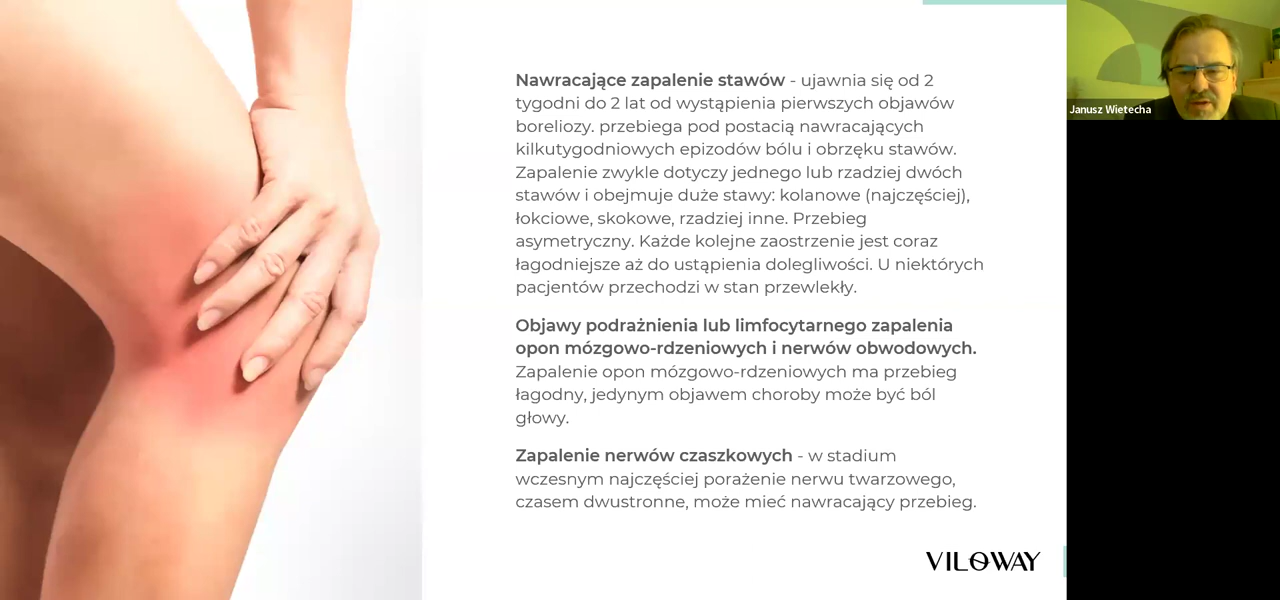 Nawracające zapalenie stawów - ujawnia się od 2
tygodni do 2 lat od wystąpienia pierwszych objawów
boreliozy. przebiega pod postacią nawracających
kilkutygodniowych epizodów bólu i obrzęku stawów.
Zapalenie zwykle dotyczy jednego lub rzadziej dwóch
stawów i obejmuje duże stawy: kolanowe (najczęściej),
łokciowe, skokowe, rzadziej inne. Przebieg
asymetryczny. Każde kolejne zaostrzenie jest coraz
łagodniejsze aż do ustąpienia dolegliwości. U niektórych
pacjentów przechodzi w stan przewlekły.
Objawy podrażnienia lub limfocytarnego zapalenia
opon mózgowo-rdzeniowych i nerwów obwodowych.
Zapalenie opon mózgowo-rdzeniowych ma przebieg
łagodny, jedynym objawem choroby może być ból
głowy.
Zapalenie nerwów czaszkowych - w stadium
wczesnym najczęściej porażenie nerwu twarzowego,
czasem dwustronne, może mieć nawracający przebieg.
VILOWAY
Janusz Wietecha